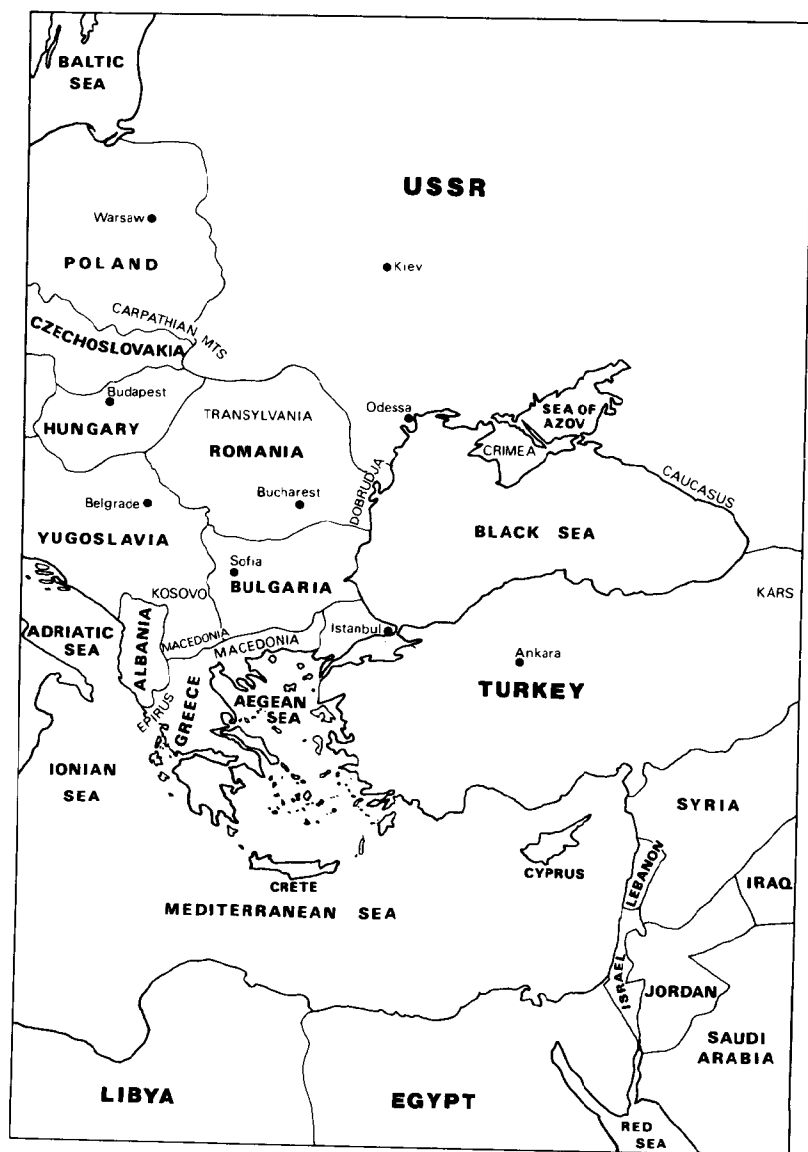 BALTIC
SEA
USSR
Warsaw
Kiev
POLAND
CARPATHIAN MTS
CZECHOSLOVAKIA
Budapest
HUNGARY
TRANSYLVANIA
ROMANIA
Odessa
SEA OF
AZOV
CRIMEA
CAUCASUS
Belgrade
Bucharest
DOBRUDJA
YUGOSLAVIA
BLACK SEA
Sofia
BULGARIA
KOSOVO
KARS
ADRIATIC
SEA
ALBANIA
MACEDONIA
MACEDONIA
Istanbul
Ankara
TURKEY
EPIRUS
GREECE
AEGEAN
SEA
IONIAN
SEA
SYRIA
CYPRUS
LEBANON
IRAQ
CRETE
MEDITERRANEAN SEA
ISRAEL
JORDAN
SAUDI
ARABIA
LIBYA
EGYPT
RED
SEA